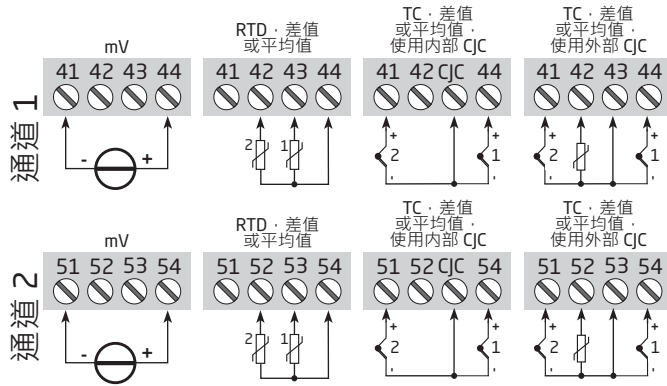 通道 1
mV
41 42 43 44
- +
RTD，差值
或平均值
41 42 43 44
2 1
TC，差值
或平均值，
使用内部 CJC
41 42 CJC 44
+ +
2 1
- -
TC，差值
或平均值，
使用外部 CJC
41 42 43 44
+ +
2 1
- -
通道 2
mV
51 52 53 54
- +
RTD，差值
或平均值
51 52 53 54
2 1
TC，差值
或平均值，
使用内部 CJC
51 52 CJC 54
+ +
2 1
- -
TC，差值
或平均值，
使用外部 CJC
51 52 53 54
+ +
2 1
- -